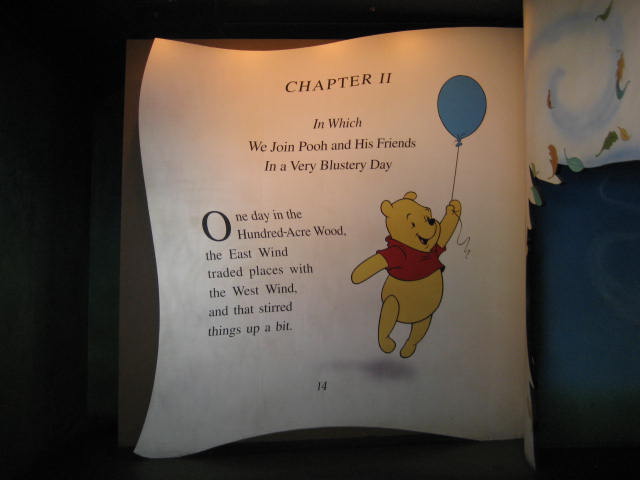 CHAPTER II
In Which
We Join Pooh and His Friends
In a Very Blustery Day
One day in the
Hundred-Acre Wood,
the East Wind
traded places with
the West Wind,
and that stirred
things up a bit.
14